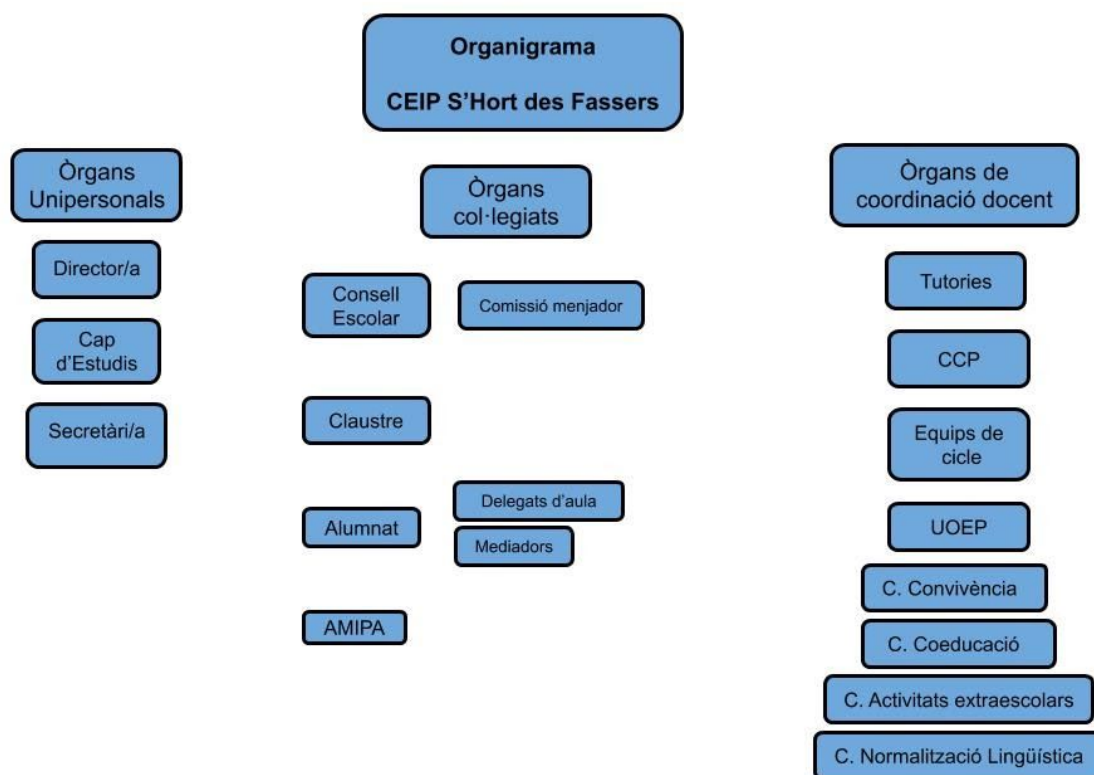 Organigrama
CEIP S'Hort des Fassers
Òrgans
Unipersonals
Director/a
Cap
d'Estudis
Secretàri/a
Òrgans
col·legiats
Consell
Escolar
Comissió menjador
Claustre
Alumnat
Delegats d'aula
Mediadors
AMIPA
Òrgans de
coordinació docent
Tutories
CCP
Equips de
cicle
UOEP
C. Convivència
C. Coeducació
C. Activitats extraescolars
C. Normalització Lingüística